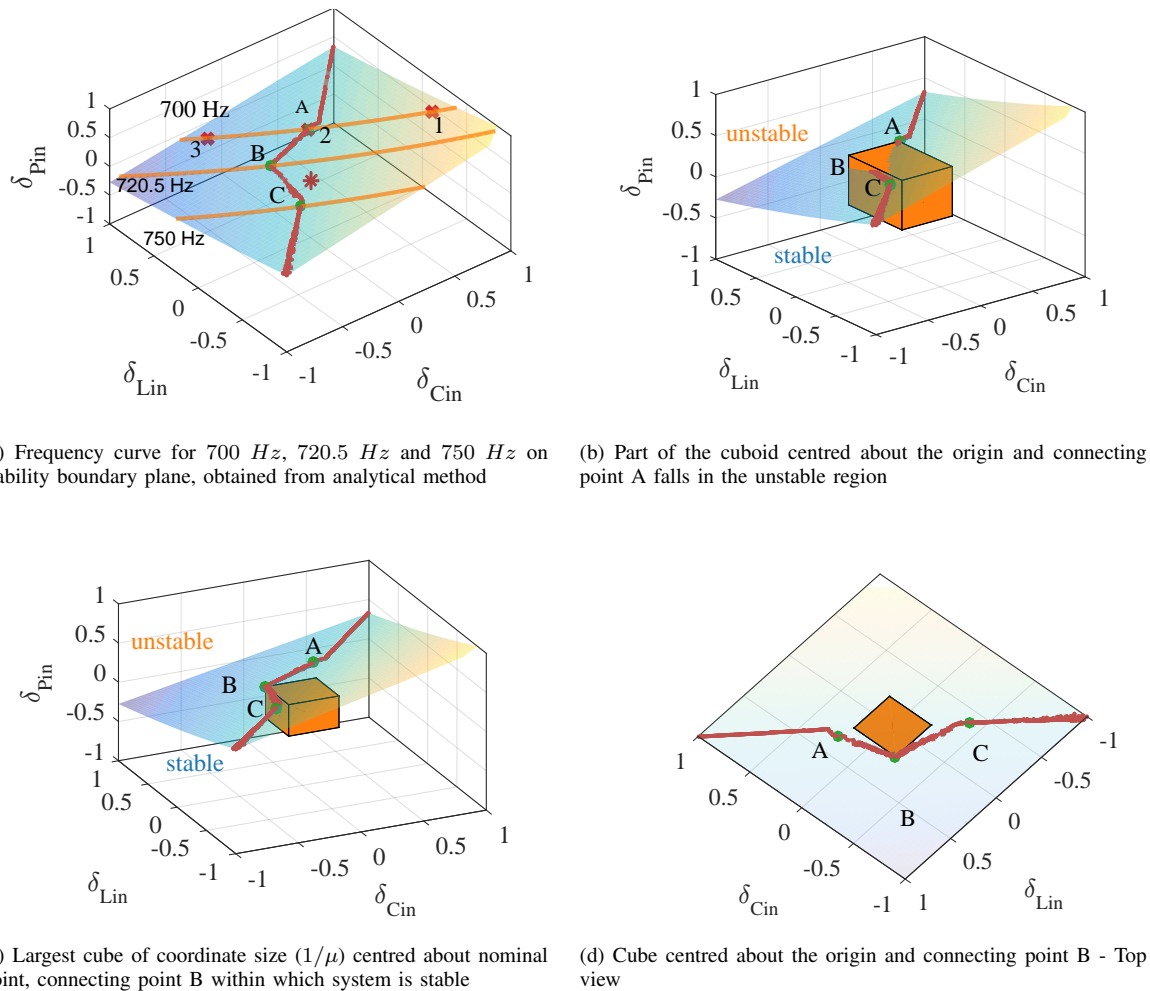 1
0.5
0
-0.5
-1
δPin
700 Hz
A
1
2
3
B
720.5 Hz
C
750 Hz
1
0.5
0
-0.5
-1
δLin
-1
-0.5
0
0.5
1
δCin
) Frequency curve for 700 Hz, 720.5 Hz and 750 Hz on
ability boundary plane, obtained from analytical method
1
0.5
0
-0.5
-1
δPin
unstable
A
B
C
stable
1
0.5
0
-0.5
-1
δLin
-1
-0.5
0
0.5
1
δCin
(b) Part of the cuboid centred about the origin and connecting
point A falls in the unstable region
1
0.5
0
-0.5
-1
δPin
unstable
A
B
C
stable
1
0.5
0
-0.5
-1
δLin
-1
-0.5
0
0.5
1
δCin
) Largest cube of coordinate size (1/μ) centred about nominal
int, connecting point B within which system is stable
A
C
B
1
0.5
0
-0.5
-1
δCin
-1
-0.5
0
0.5
1
δLin
(d) Cube centred about the origin and connecting point B - Top
view